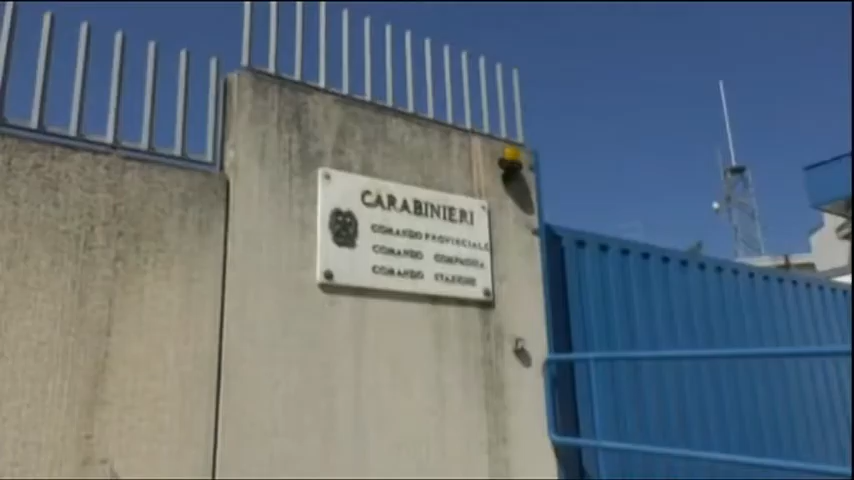 CARABINIERI
COMANDO PROVINCIALE
COMANDO COMPAGNIA
COMANDO STAZIONE